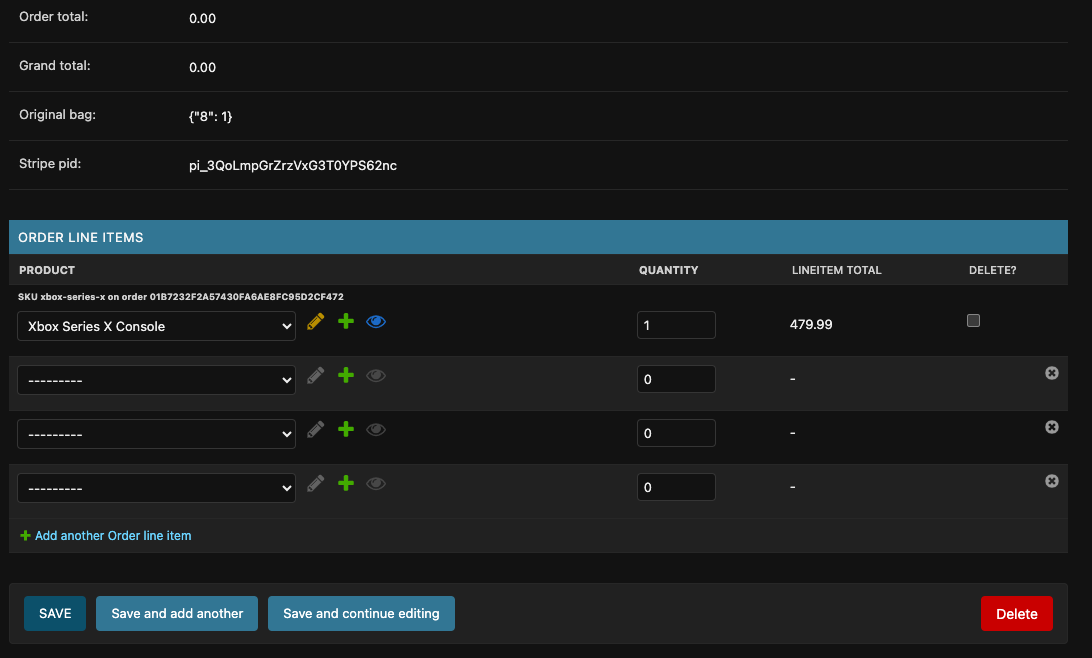 Order total: 0.00
Grand total: 0.00
Original bag: {"8": 1}
Stripe pid: pi_3QoLmpGrZrzVxG3T0YPS62nc
ORDER LINE ITEMS
PRODUCT QUANTITY LINEITEM TOTAL DELETE?
SKU xbox-series-x on order 01B7232F2A57430FA6AE8FC95D2CF472
Xbox Series X Console 1 479.99
--------- 0 -
--------- 0 -
--------- 0 -
Add another Order line item
SAVE Save and add another Save and continue editing Delete